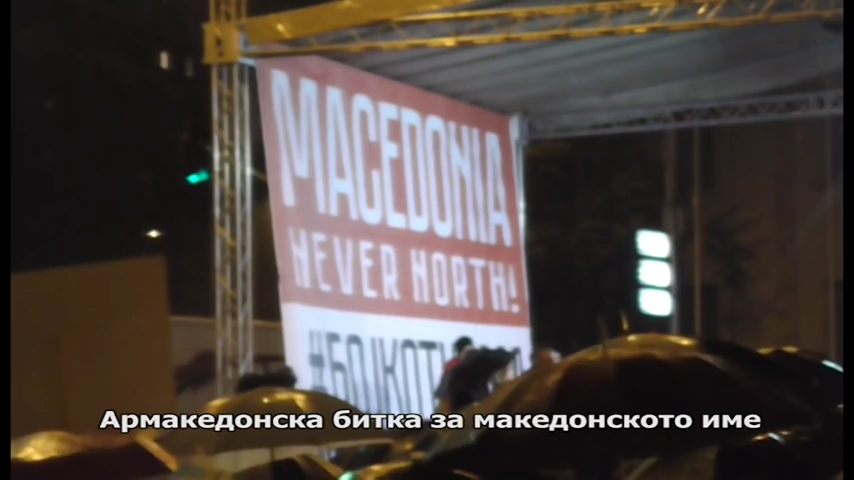 MACEDONIA
NEVER NORTH!
Армакедонска битка за македонското име